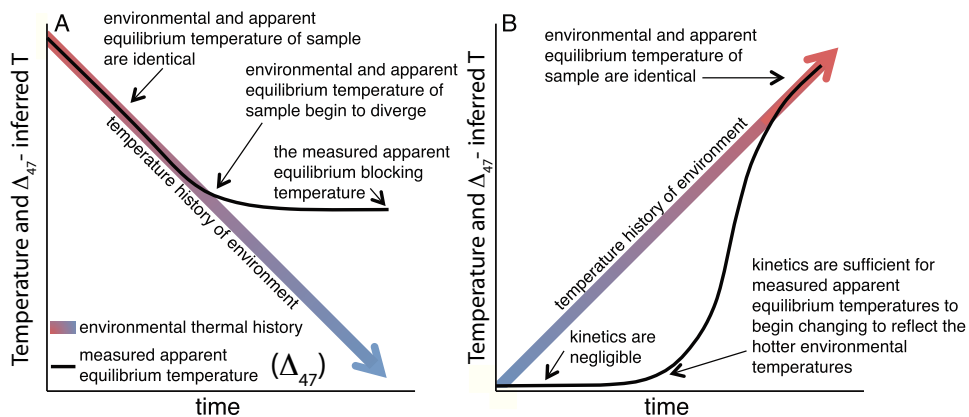 A
environmental and apparent
equilibrium temperature of sample
are identical
environmental and apparent
equilibrium temperature of
sample begin to diverge
the measured apparent
equilibrium blocking
temperature
temperature history of environment
Temperature and Δ47- inferred T
environmental thermal history
measured apparent
equilibrium temperature (Δ47)
time
B
environmental and apparent
equilibrium temperature of
sample are identical
temperature history of environment
Temperature and Δ47- inferred T
kinetics are
negligible
kinetics are sufficient for
measured apparent
equilibrium temperatures to
begin changing to reflect the
hotter environmental
temperatures
time